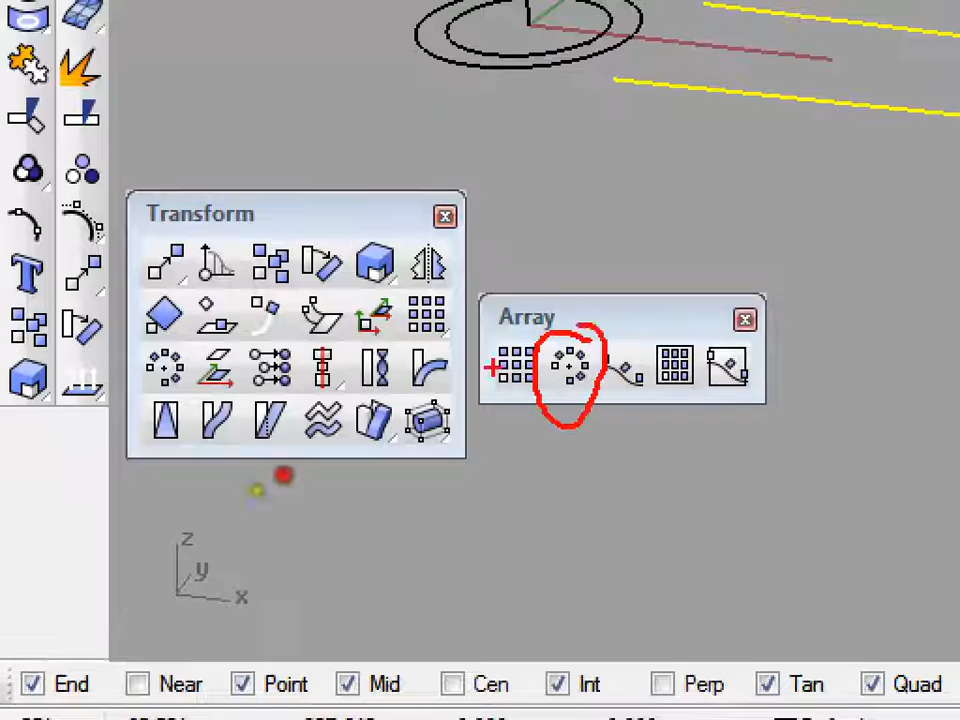 Transform
Array
z
y
x
End Near Point Mid Cen Int Perp Tan Quad